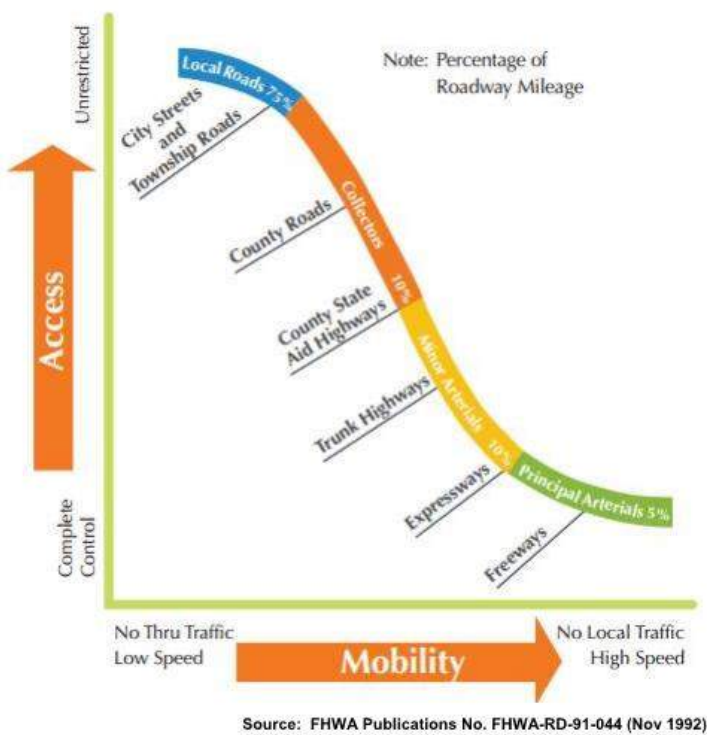 Unrestricted
Note: Percentage of
Roadway Mileage
Local Roads 75%
City Streets
and
Township Roads
Collectors 10%
County Roads
County State
Aid Highways
Minor Arterials 10%
Trunk Highways
Expressways
Principal Arterials 5%
Freeways
Access
Complete
Control
No Thru Traffic
Low Speed
Mobility
No Local Traffic
High Speed
Source: FHWA Publications No. FHWA-RD-91-044 (Nov 1992)